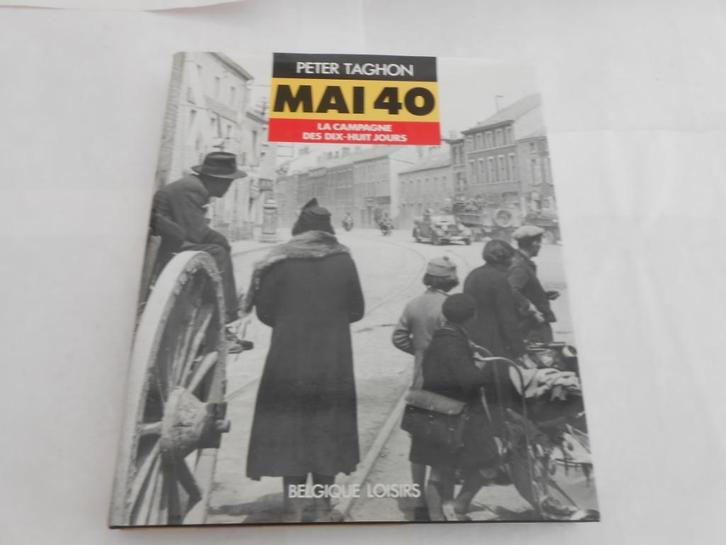 PETER TAGHON
MAI 40
LA CAMPAGNE
DES DIX-HUIT JOURS
BELGIQUE LOISIRS